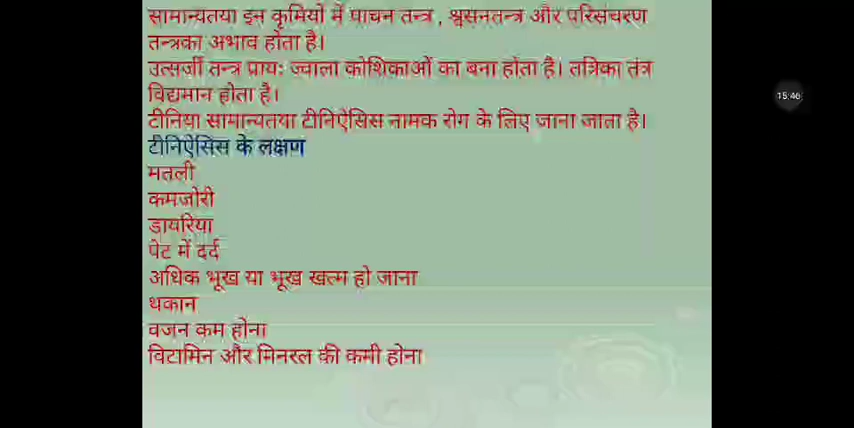 सामान्यतया इन कृमियों में पाचन तन्त्र , श्वसनतन्त्र और परिसंचरण
तन्त्रका अभाव होता है।
उत्सर्जी तन्त्र प्रायः ज्वाला कोशिकाओं का बना होता है। तंत्रिका तंत्र
विद्यमान होता है।
टीनिया सामान्यतया टीनिऐसिस नामक रोग के लिए जाना जाता है।
टीनिऐसिस के लक्षण
मतली
कमजोरी
डायरिया
पेट में दर्द
अधिक भूख या भूख खत्म हो जाना
थकान
वजन कम होना
विटामिन और मिनरल की कमी होना
15:46